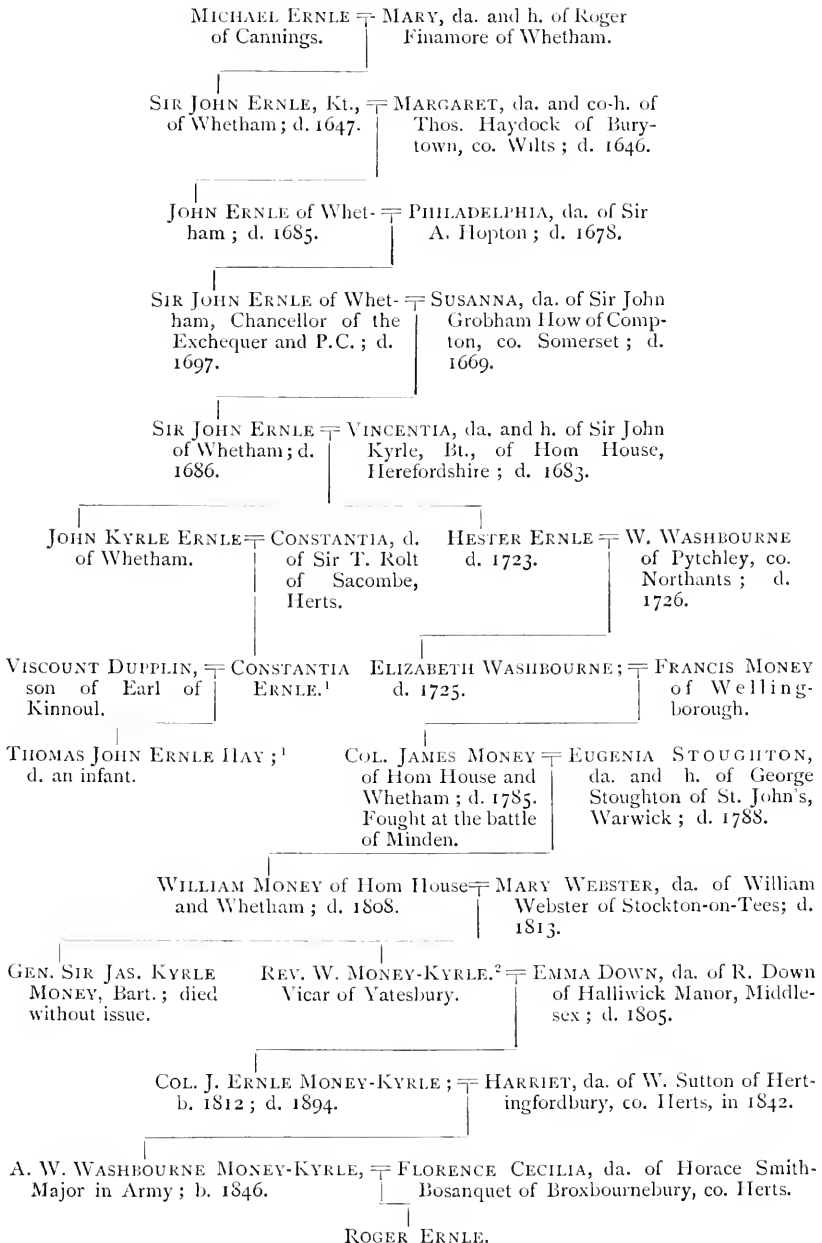 MICHAEL ERNLE = MARY, da. and h. of Roger
of Cannings. Finamore of Whetham.
SIR JOHN ERNLE, Kt., = MARGARET, da. and co-h. of
of Whetham; d. 1647. Thos. Haydock of Bury-
town, co. Wilts; d. 1646.
JOHN ERNLE of Whet- = PHILADELPHIA, da. of Sir
ham; d. 1685. A. Hopton; d. 1678.
SIR JOHN ERNLE of Whet- = SUSANNA, da. of Sir John
ham, Chancellor of the Grobham How of Comp-
Exchequer and P.C.; d. ton, co. Somerset; d.
1697. 1669.
SIR JOHN ERNLE = VINCENTIA, da. and h. of Sir John
of Whetham; d. Kyrle, Bt., of Hom House,
1686. Herefordshire; d. 1683.
JOHN KYRLE ERNLE = CONSTANTIA, d. HESTER ERNLE = W. WASHBOURNE
of Whetham. of Sir T. Rolt d. 1723. of Pytchley, co.
of Sacombe, Northants; d.
Herts. 1726.
VISCOUNT DUPPLIN, = CONSTANTIA ELIZABETH WASHBOURNE; = FRANCIS MONEY
son of Earl of ERNLE.¹ d. 1725. of Welling-
Kinnoul. borough.
THOMAS JOHN ERNLE HAY;¹ COL. JAMES MONEY = EUGENIA STOUGHTON,
d. an infant. of Hom House and da. and h. of George
Whetham; d. 1785. Stoughton of St. John's,
Fought at the battle Warwick; d. 1788.
of Minden.
WILLIAM MONEY of Hom House = MARY WEBSTER, da. of William
and Whetham; d. 1808. Webster of Stockton-on-Tees; d.
1813.
GEN. SIR JAS. KYRLE REV. W. MONEY-KYRLE.² = EMMA DOWN, da. of R. Down
MONEY, Bart.; died Vicar of Yatesbury. of Halliwick Manor, Middle-
without issue. sex; d. 1805.
COL. J. ERNLE MONEY-KYRLE; = HARRIET, da. of W. Sutton of Hert-
b. 1812; d. 1894. ingfordbury, co. Herts, in 1842.
A. W. WASHBOURNE MONEY-KYRLE, = FLORENCE CECILIA, da. of Horace Smith-
Major in Army; b. 1846. Bosanquet of Broxbournebury, co. Herts.
ROGER ERNLE.